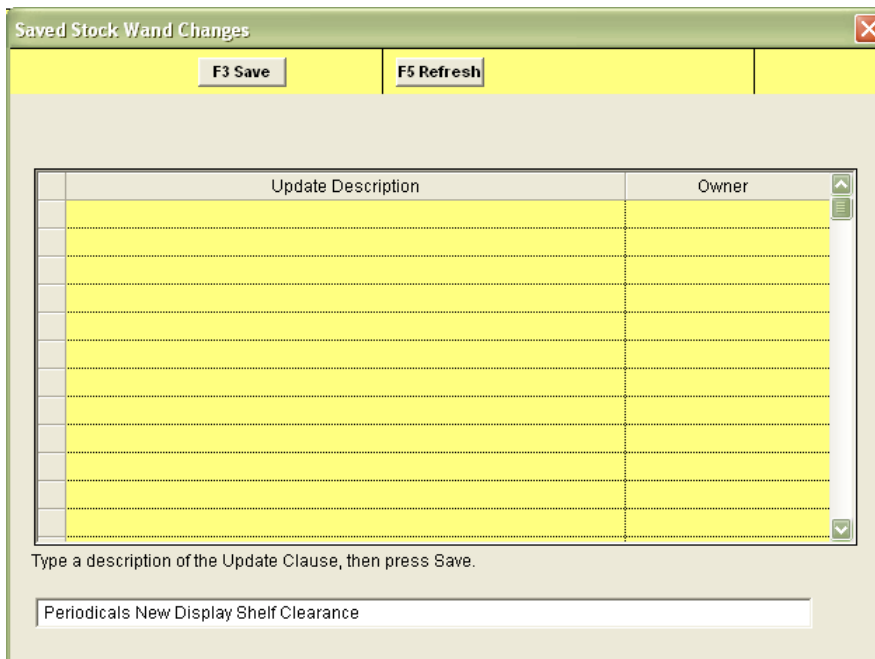 Saved Stock Wand Changes
F3 Save F5 Refresh
Update Description Owner
Type a description of the Update Clause, then press Save.
Periodicals New Display Shelf Clearance